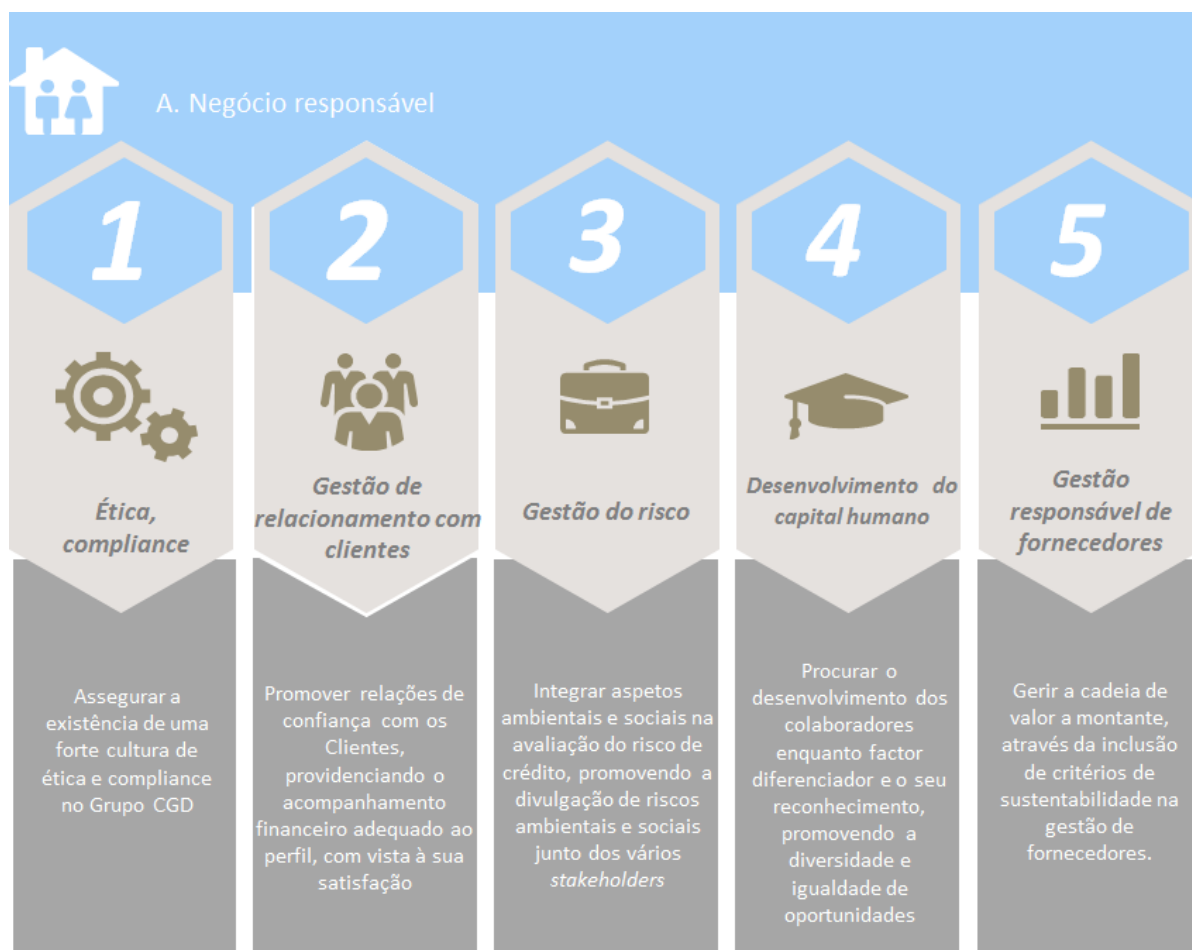 A. Negócio responsável
1
2
3
4
5
Ética,
compliance
Gestão de
relacionamento com
clientes
Gestão do risco
Desenvolvimento do
capital humano
Gestão
responsável de
fornecedores
Assegurar a
existência de uma
forte cultura de
ética e compliance
no Grupo CGD
Promover relações de
confiança com os
Clientes,
providenciando o
acompanhamento
financeiro adequado ao
perfil, com vista à sua
satisfação
Integrar aspetos
ambientais e sociais na
avaliação do risco de
crédito, promovendo a
divulgação de riscos
ambientais e sociais
junto dos vários
stakeholders
Procurar o
desenvolvimento dos
colaboradores
enquanto factor
diferenciador e o seu
reconhecimento,
promovendo a
diversidade e
igualdade de
oportunidades
Gerir a cadeia de
valor a montante,
através da inclusão
de critérios de
sustentabilidade na
gestão de
fornecedores.